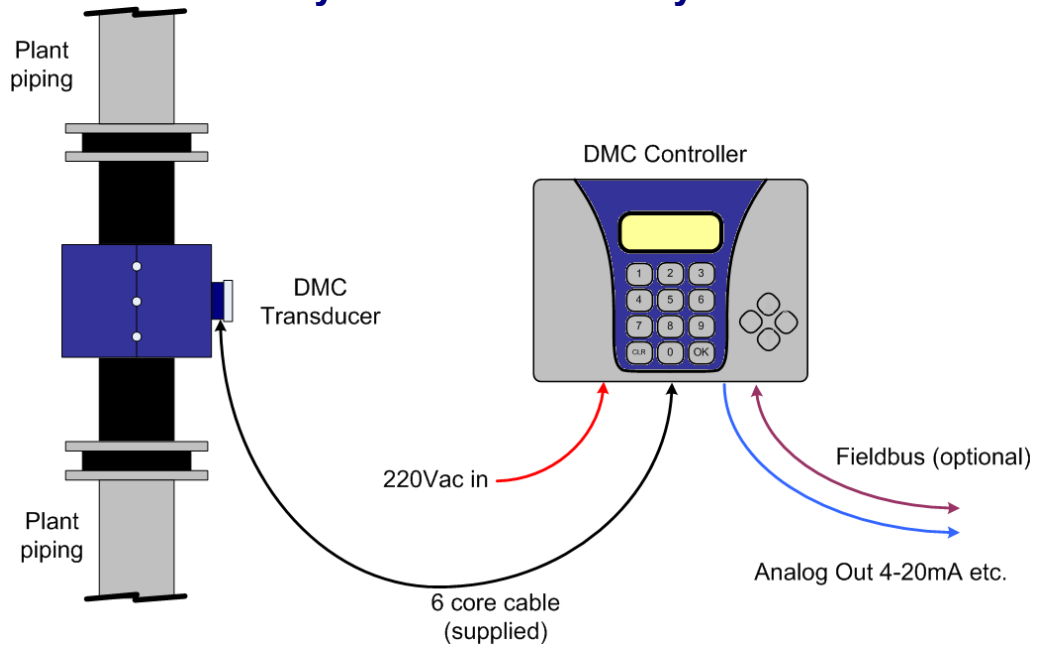 Plant
piping
DMC Controller
1 2 3
4 5 6
7 8 9
CLR 0 OK
DMC
Transducer
220Vac in
Fieldbus (optional)
Plant
piping
Analog Out 4-20mA etc.
6 core cable
(supplied)